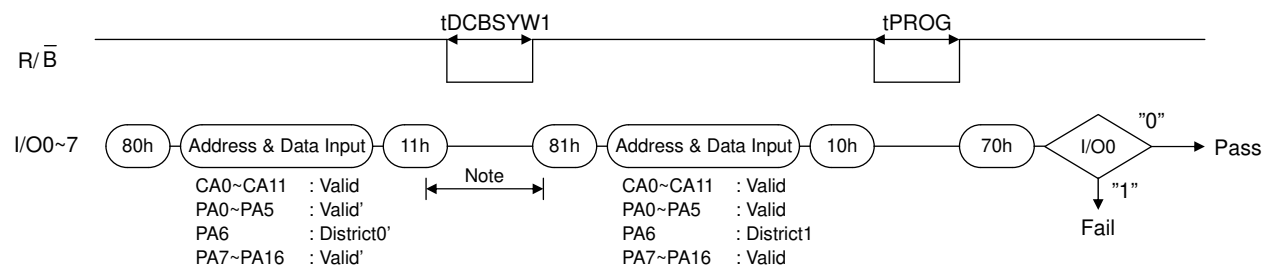 tDCBSYW1
tPROG
R/B̅
I/O0~7
80h
Address & Data Input
11h
81h
Address & Data Input
10h
70h
I/O0
"0"
Pass
"1"
Fail
Note
CA0~CA11 : Valid
PA0~PA5 : Valid'
PA6 : District0'
PA7~PA16 : Valid'
CA0~CA11 : Valid
PA0~PA5 : Valid
PA6 : District1
PA7~PA16 : Valid